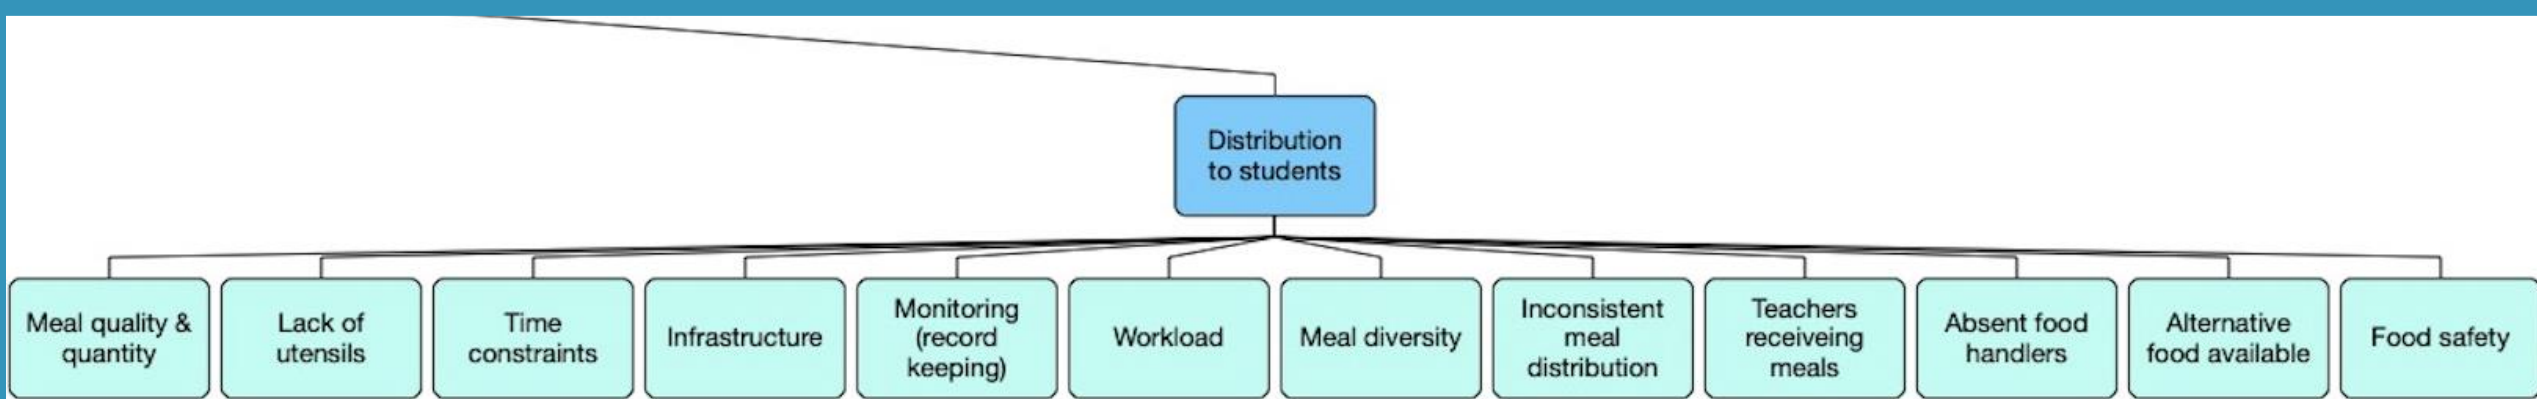 Distribution
to students
Meal quality &
quantity
Lack of
utensils
Time
constraints
Infrastructure
Monitoring
(record
keeping)
Workload
Meal diversity
Inconsistent
meal
distribution
Teachers
receiveing
meals
Absent food
handlers
Alternative
food available
Food safety